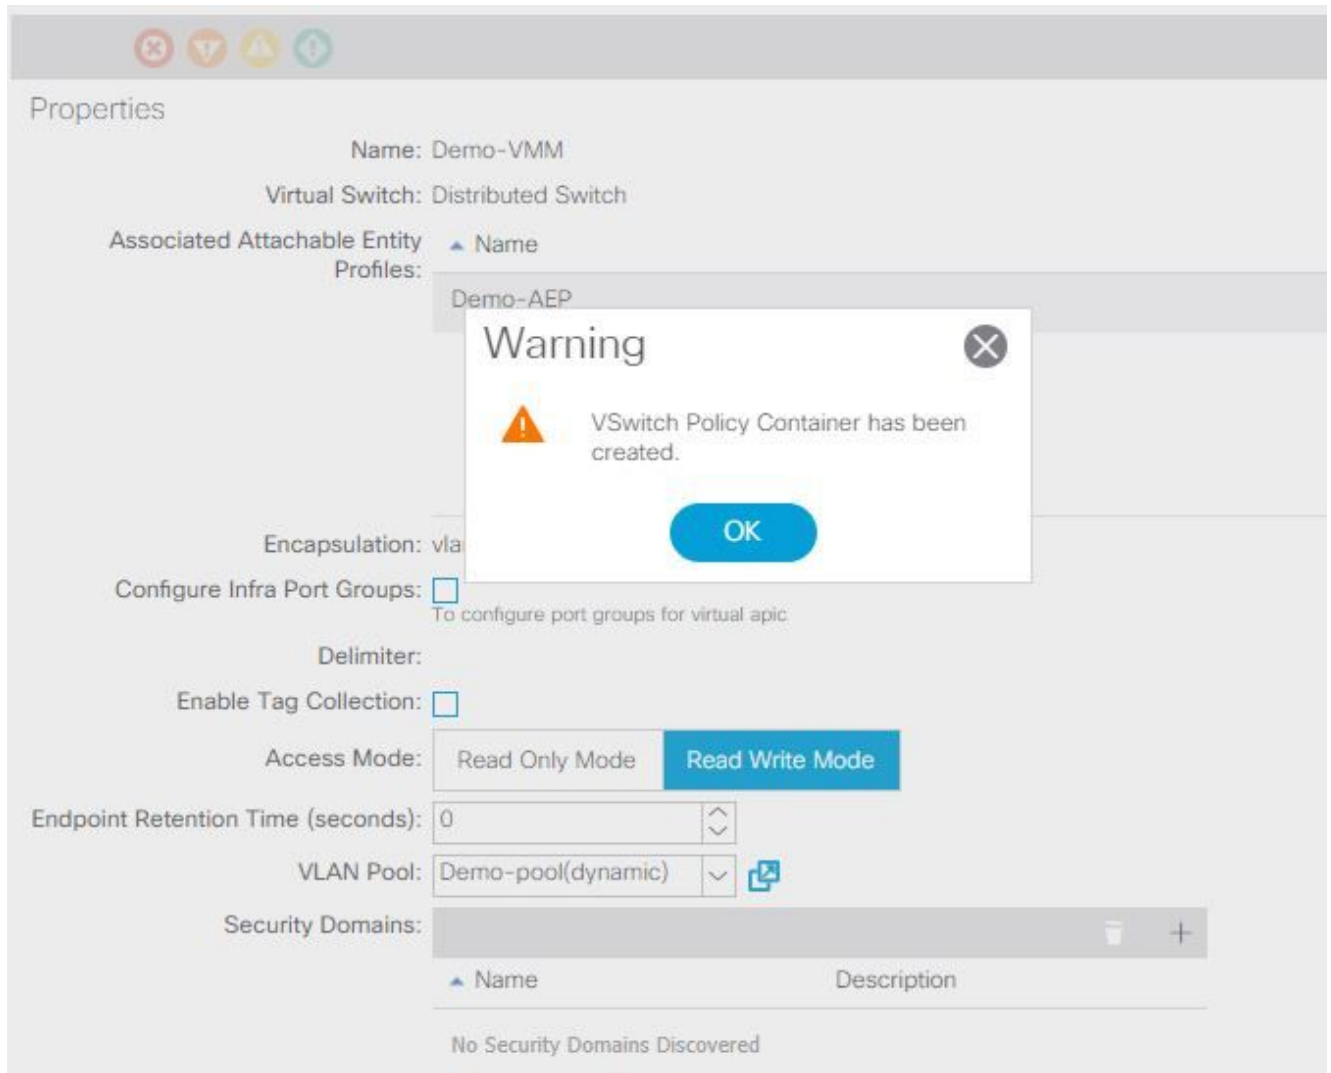 Properties
Name: Demo-VMM
Virtual Switch: Distributed Switch
Associated Attachable Entity
Profiles:
Name
Demo-AEP
Warning
VSwitch Policy Container has been
created.
OK
Encapsulation:
Configure Infra Port Groups:
To configure port groups for virtual apic
Delimiter:
Enable Tag Collection:
Access Mode: Read Only Mode Read Write Mode
Endpoint Retention Time (seconds): 0
VLAN Pool: Demo-pool(dynamic)
Security Domains:
Name Description
No Security Domains Discovered